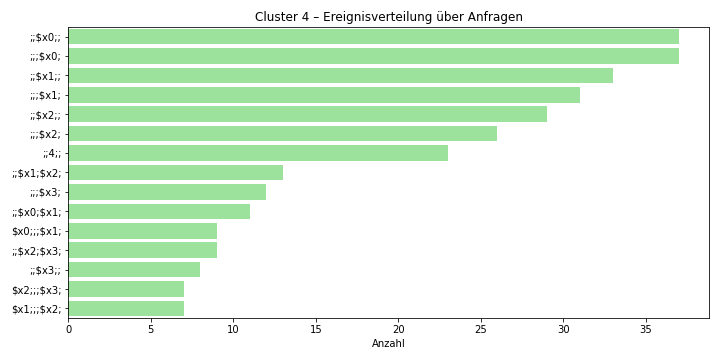 Cluster 4 – Ereignisverteilung über Anfragen
;;$x0;;
;;;$x0;
;;$x1;;
;;;$x1;
;;$x2;;
;;;$x2;
;;4;;
;;$x1;$x2;
;;;$x3;
;;$x0;$x1;
$x0;;;$x1;
;;$x2;$x3;
;;$x3;;
$x2;;;$x3;
$x1;;;$x2;
0 5 10 15 20 25 30 35
Anzahl